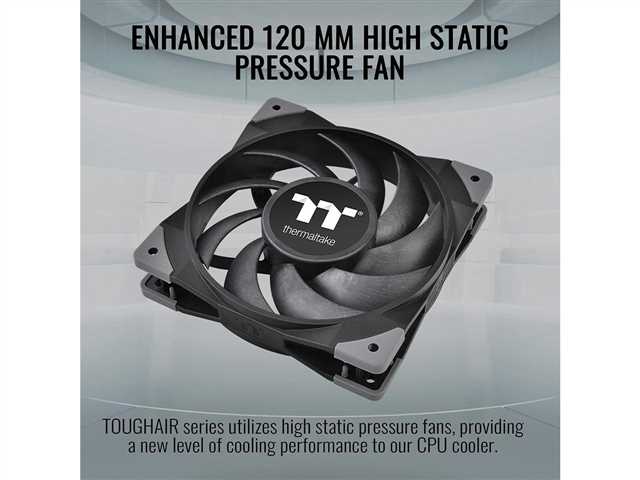 ENHANCED 120 MM HIGH STATIC
PRESSURE FAN
thermaltake
TOUGHAIR series utilizes high static pressure fans, providing
a new level of cooling performance to our CPU cooler.